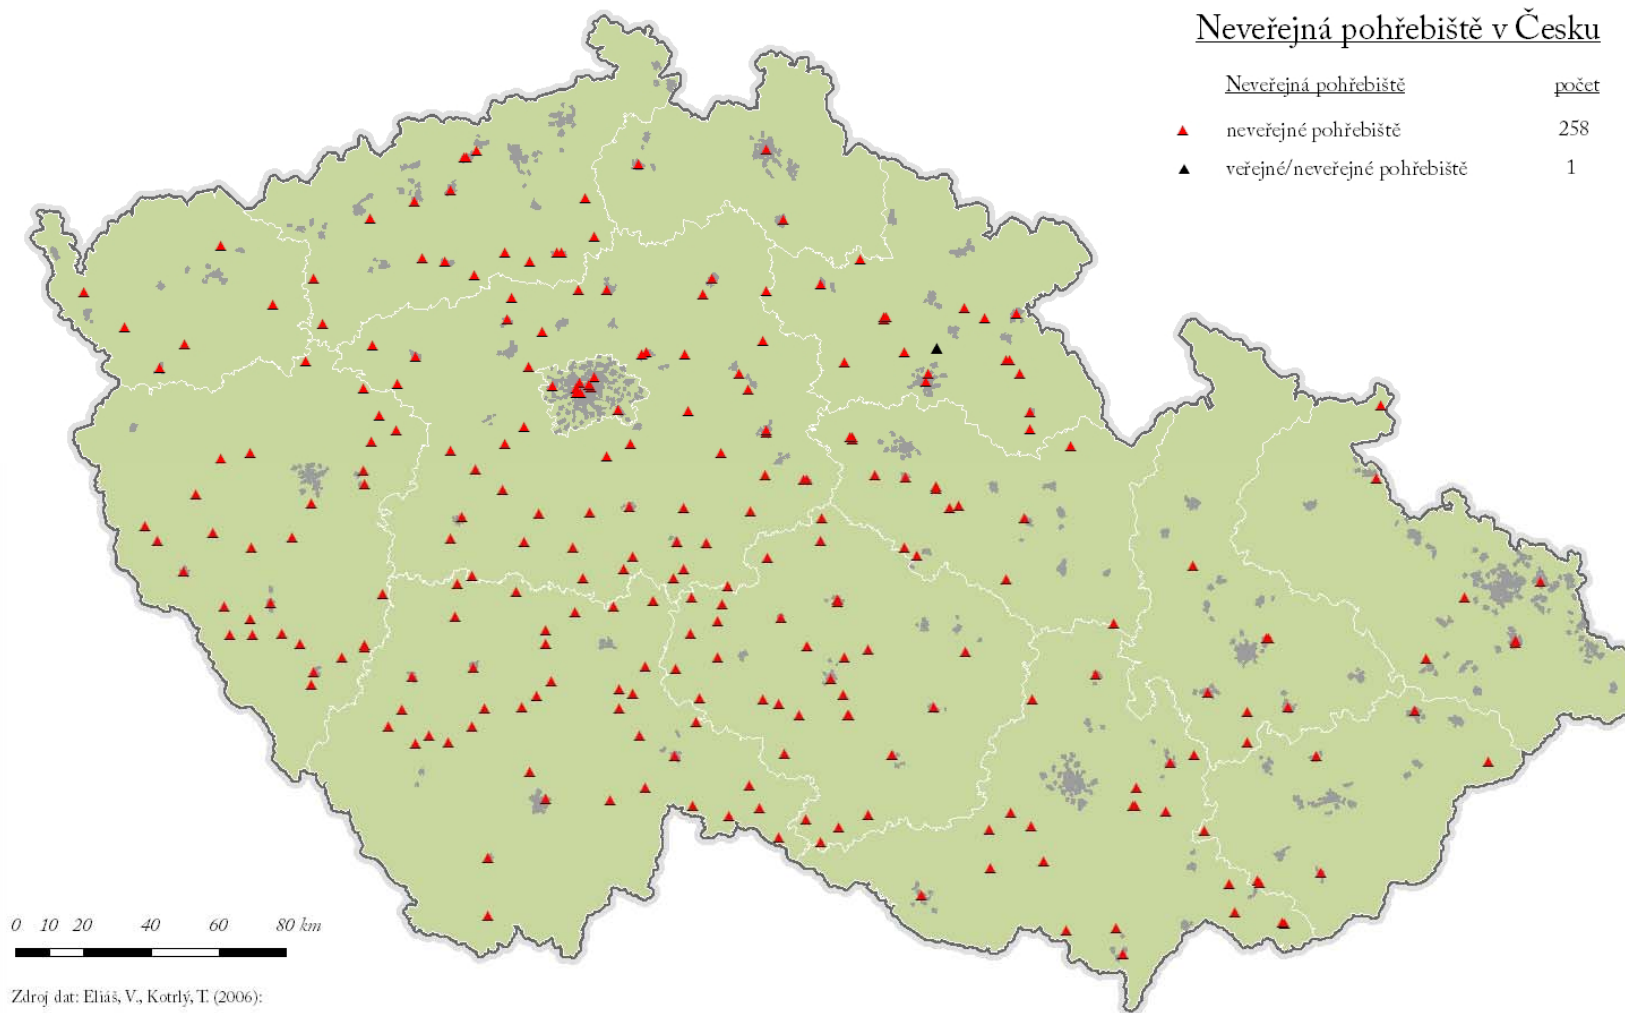 Neveřejná pohřebiště v Česku
Neveřejná pohřebiště počet
neveřejné pohřebiště 258
veřejné/neveřejné pohřebiště 1
0 10 20 40 60 80 km
Zdroj dat: Eliáš, V., Kotrlý, T. (2006):